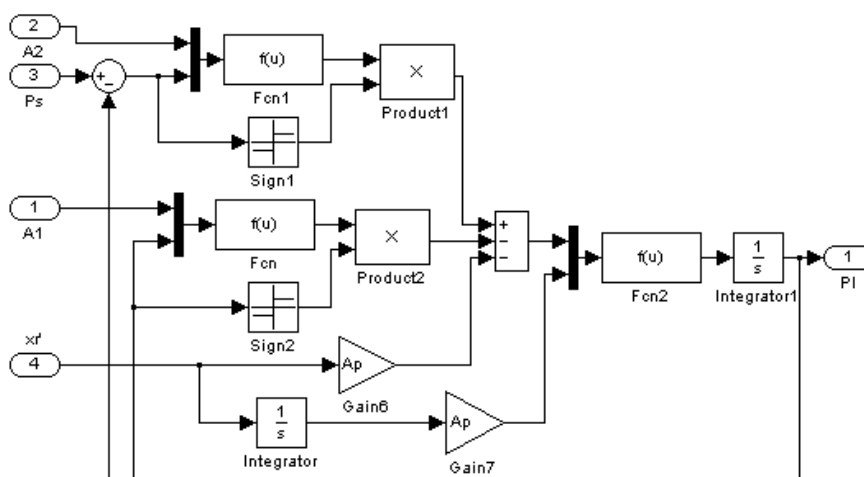 2
A2
3
Ps
+
−
f(u)
Fcn1
×
Product1
Sign1
1
A1
f(u)
Fcn
×
Product2
Sign2
+
−
−
f(u)
Fcn2
1
s
Integrator1
1
Pl
xr'
4
Ap
Gain6
1
s
Integrator
Ap
Gain7